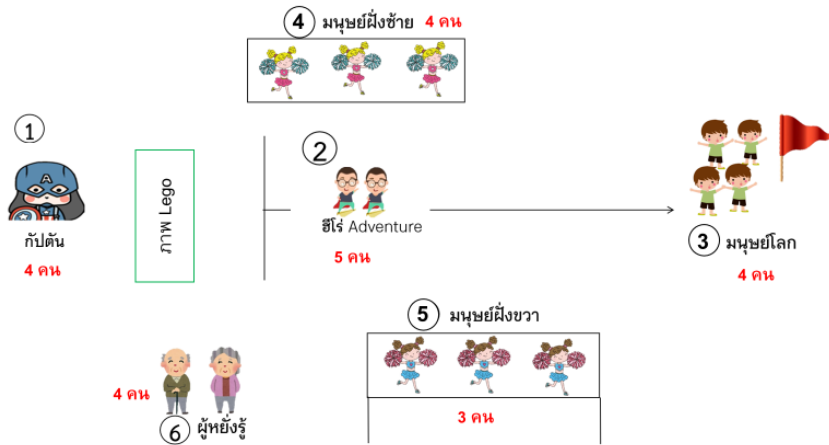 ④ มนุษย์ฝั่งซ้าย 4 คน
①
กัปตัน
4 คน
ภาพ Lego
②
ฮีโร่ Adventure
5 คน
③ มนุษย์โลก
4 คน
⑤ มนุษย์ฝั่งขวา
3 คน
4 คน
⑥ ผู้หยั่งรู้